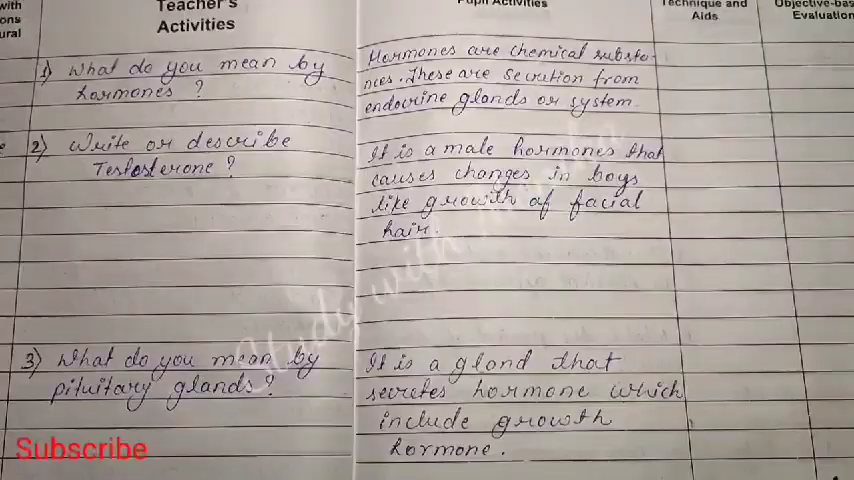 with
ons
ural
Teacher's
Activities
Pupil Activities
Technique and
Aids
Objective-bas
Evaluation
1) What do you mean by
hormones ?
Hormones are chemical substa-
nces. These are secration from
endocrine glands or system.
2) Write or describe
Testosterone ?
It is a male hormones that
causes changes in boys
like growth of facial
hair.
3) What do you mean by
pituitary glands ?
It is a gland that
secretes hormone which
include growth
hormone.
Study with
Subscribe